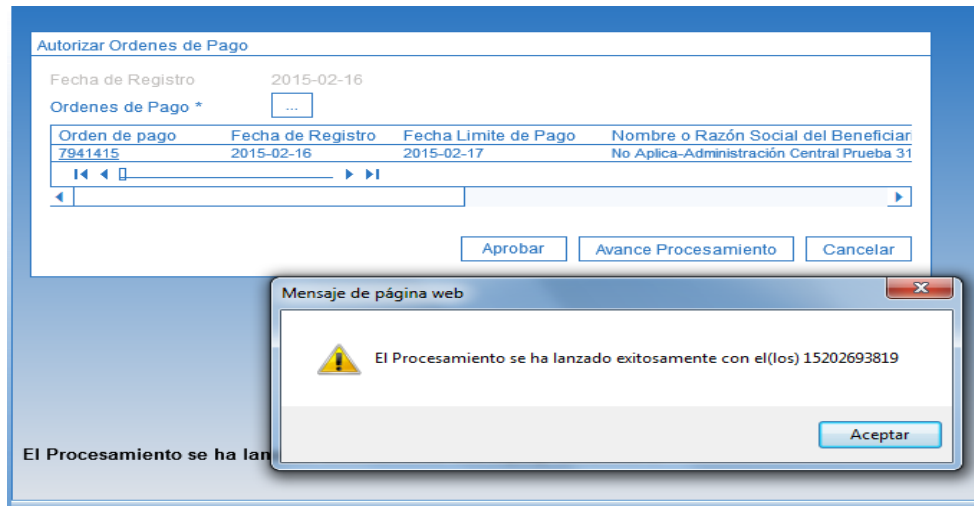 Autorizar Ordenes de Pago
Fecha de Registro 2015-02-16
Ordenes de Pago * ...
Orden de pago Fecha de Registro Fecha Limite de Pago Nombre o Razón Social del Beneficiari
7941415 2015-02-16 2015-02-17 No Aplica-Administración Central Prueba 31
Aprobar Avance Procesamiento Cancelar
Mensaje de página web
El Procesamiento se ha lanzado exitosamente con el(los) 15202693819
Aceptar
El Procesamiento se ha lan